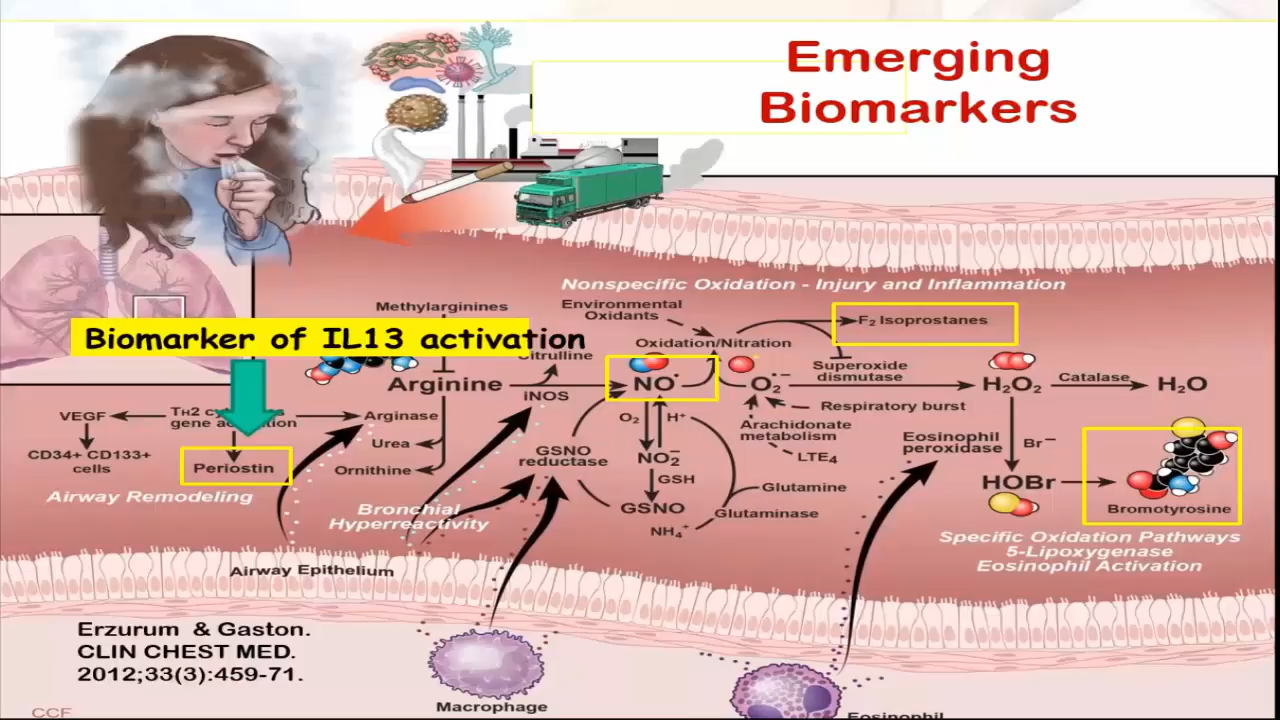 Emerging
Biomarkers
Nonspecific Oxidation - Injury and Inflammation
Methylarginines
Environmental
Oxidants
F2 Isoprostanes
Biomarker of IL13 activation
Citrulline
Oxidation/Nitration
Superoxide
dismutase
Arginine
iNOS
NO•
O2•−
H2O2
Catalase
H2O
VEGF
TH2
gene
Arginase
O2
H+
Respiratory burst
Arachidonate
metabolism
Urea
CD34+ CD133+
cells
Periostin
Ornithine
GSNO
reductase
NO2−
LTE4
Eosinophil
peroxidase
Br−
GSH
HOBr
Glutamine
Airway Remodeling
Bronchial
Hyperreactivity
GSNO
Glutaminase
NH4+
Bromotyrosine
Specific Oxidation Pathways
5-Lipoxygenase
Eosinophil Activation
Airway Epithelium
Erzurum & Gaston.
CLIN CHEST MED.
2012;33(3):459-71.
Macrophage
Eosinophil
CCF